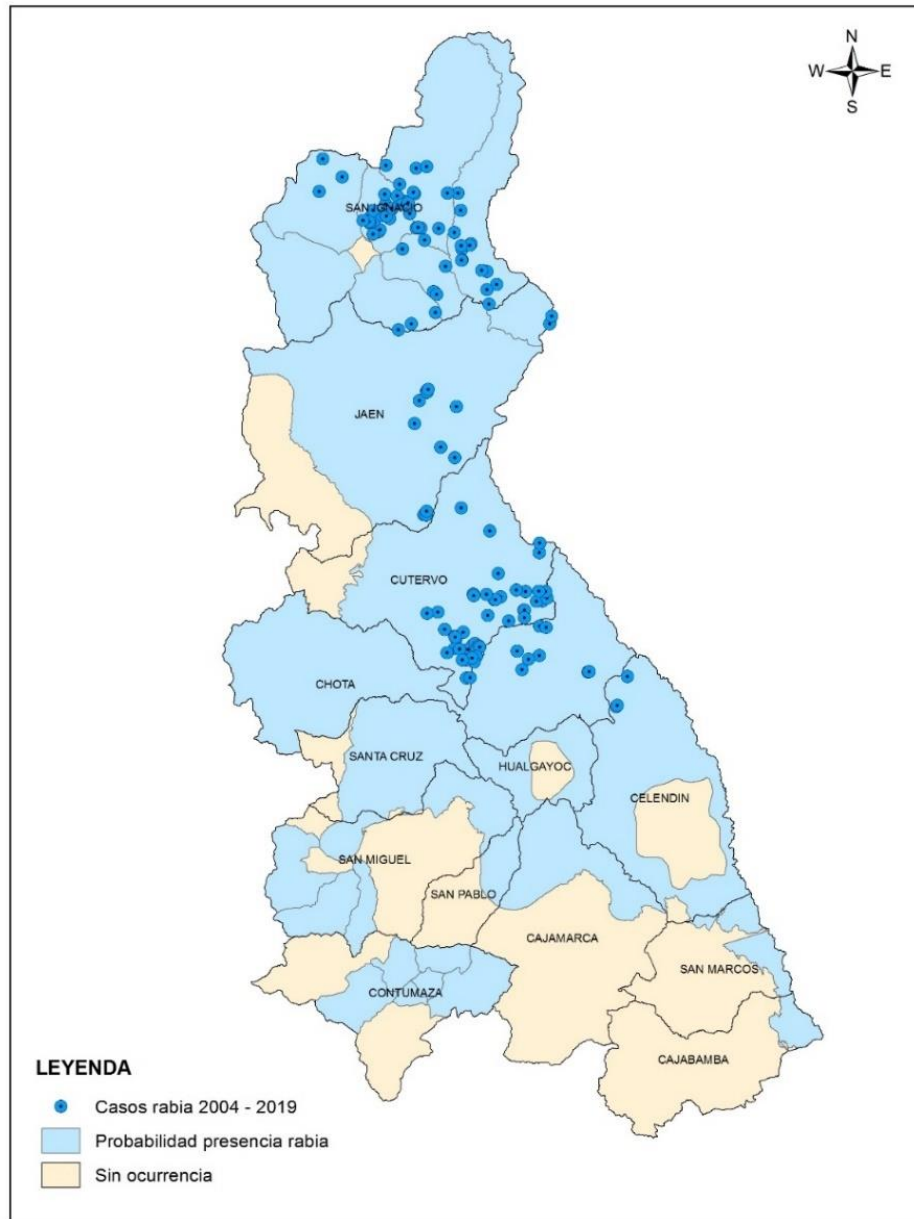 N
W E
S
SAN IGNACIO
JAEN
CUTERVO
CHOTA
SANTA CRUZ
HUALGAYOC
CELENDIN
SAN MIGUEL
SAN PABLO
CAJAMARCA
SAN MARCOS
CONTUMAZA
CAJABAMBA
LEYENDA
Casos rabia 2004 - 2019
Probabilidad presencia rabia
Sin ocurrencia